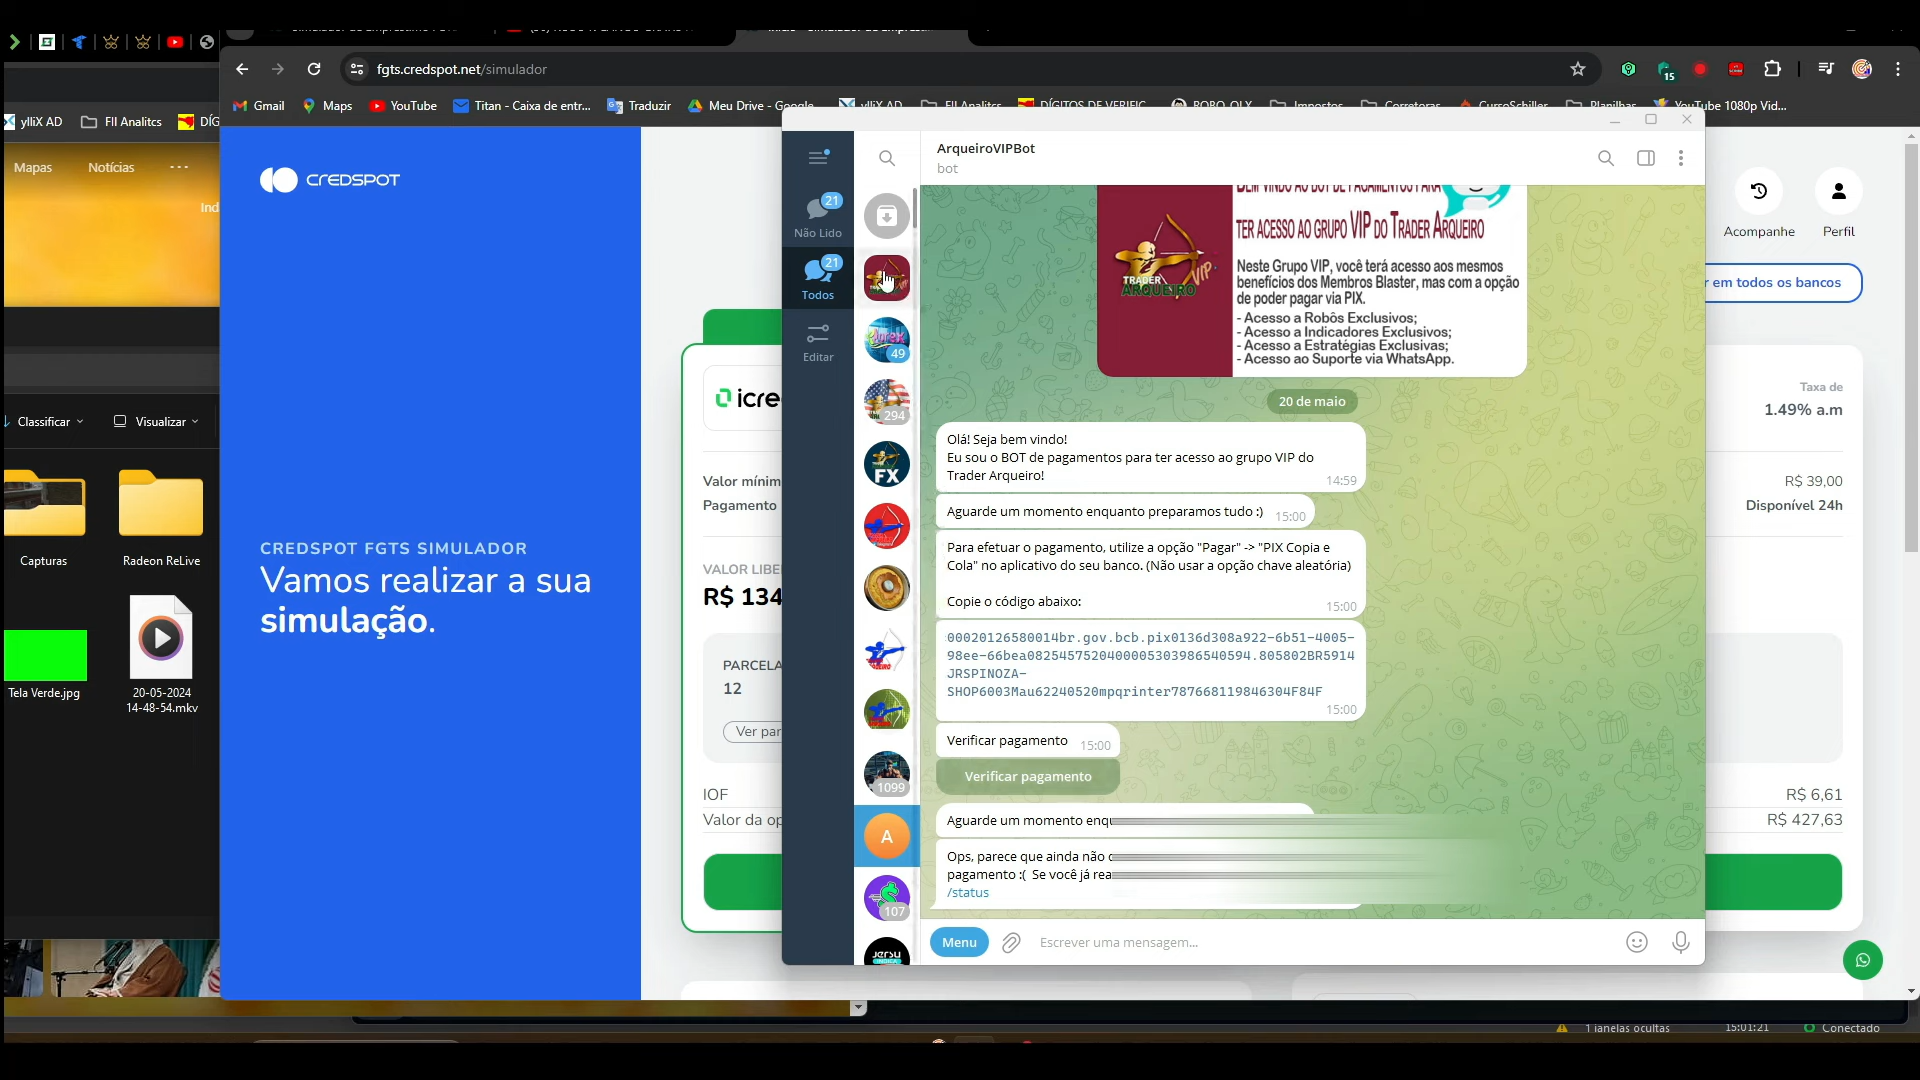 fgts.credspot.net/simulador
15
Gmail
Maps
YouTube
Titan - Caixa de entr...
Traduzir
Meu Drive - Google
ylliX AD
FII Analitcs
DÍGITOS DE VERIFIC
ROBO_OLX
Impostos
Corretoras
CursoSchiller
Planilhas
YouTube 1080p Vid...
ylliX AD
FII Analitcs
DÍG
Mapas
Notícias
Ind
Classificar
Visualizar
Capturas
Radeon ReLive
Tela Verde.jpg
20-05-2024
14-48-54.mkv
CREDSPOT
CREDSPOT FGTS SIMULADOR
Vamos realizar a sua
simulação.
icre
Valor mínim
Pagamento
VALOR LIBE
R$ 134
PARCELA
12
Ver par
IOF
Valor da op
21
Não Lido
21
Todos
Editar
49
294
FX
1099
A
107
ArqueiroVIPBot
bot
TER ACESSO AO GRUPO VIP DO TRADER ARQUEIRO
TRADER
ARQUEIRO
VIP
Neste Grupo VIP, você terá acesso aos mesmos
benefícios dos Membros Blaster, mas com a opção
de poder pagar via PIX.
- Acesso a Robôs Exclusivos;
- Acesso a Indicadores Exclusivos;
- Acesso a Estratégias Exclusivas;
- Acesso ao Suporte via WhatsApp.
20 de maio
Olá! Seja bem vindo!
Eu sou o BOT de pagamentos para ter acesso ao grupo VIP do
Trader Arqueiro!
14:59
Aguarde um momento enquanto preparamos tudo :)
15:00
Para efetuar o pagamento, utilize a opção "Pagar" -> "PIX Copia e
Cola" no aplicativo do seu banco. (Não usar a opção chave aleatória)
Copie o código abaixo:
15:00
00020126580014br.gov.bcb.pix0136d308a922-6b51-4005-
98ee-66bea0825457520400005303986540594.805802BR5914
JRSPINOZA-
SHOP6003Mau62240520mpqrinter787668119846304F84F
15:00
Verificar pagamento
15:00
Verificar pagamento
Aguarde um momento enqu
Ops, parece que ainda não
pagamento :( Se você já rea
/status
Menu
Escrever uma mensagem...
Acompanhe
Perfil
r em todos os bancos
Taxa de
1.49% a.m
R$ 39,00
Disponível 24h
R$ 6,61
R$ 427,63
1 janelas ocultas
15:01:21
Conectado